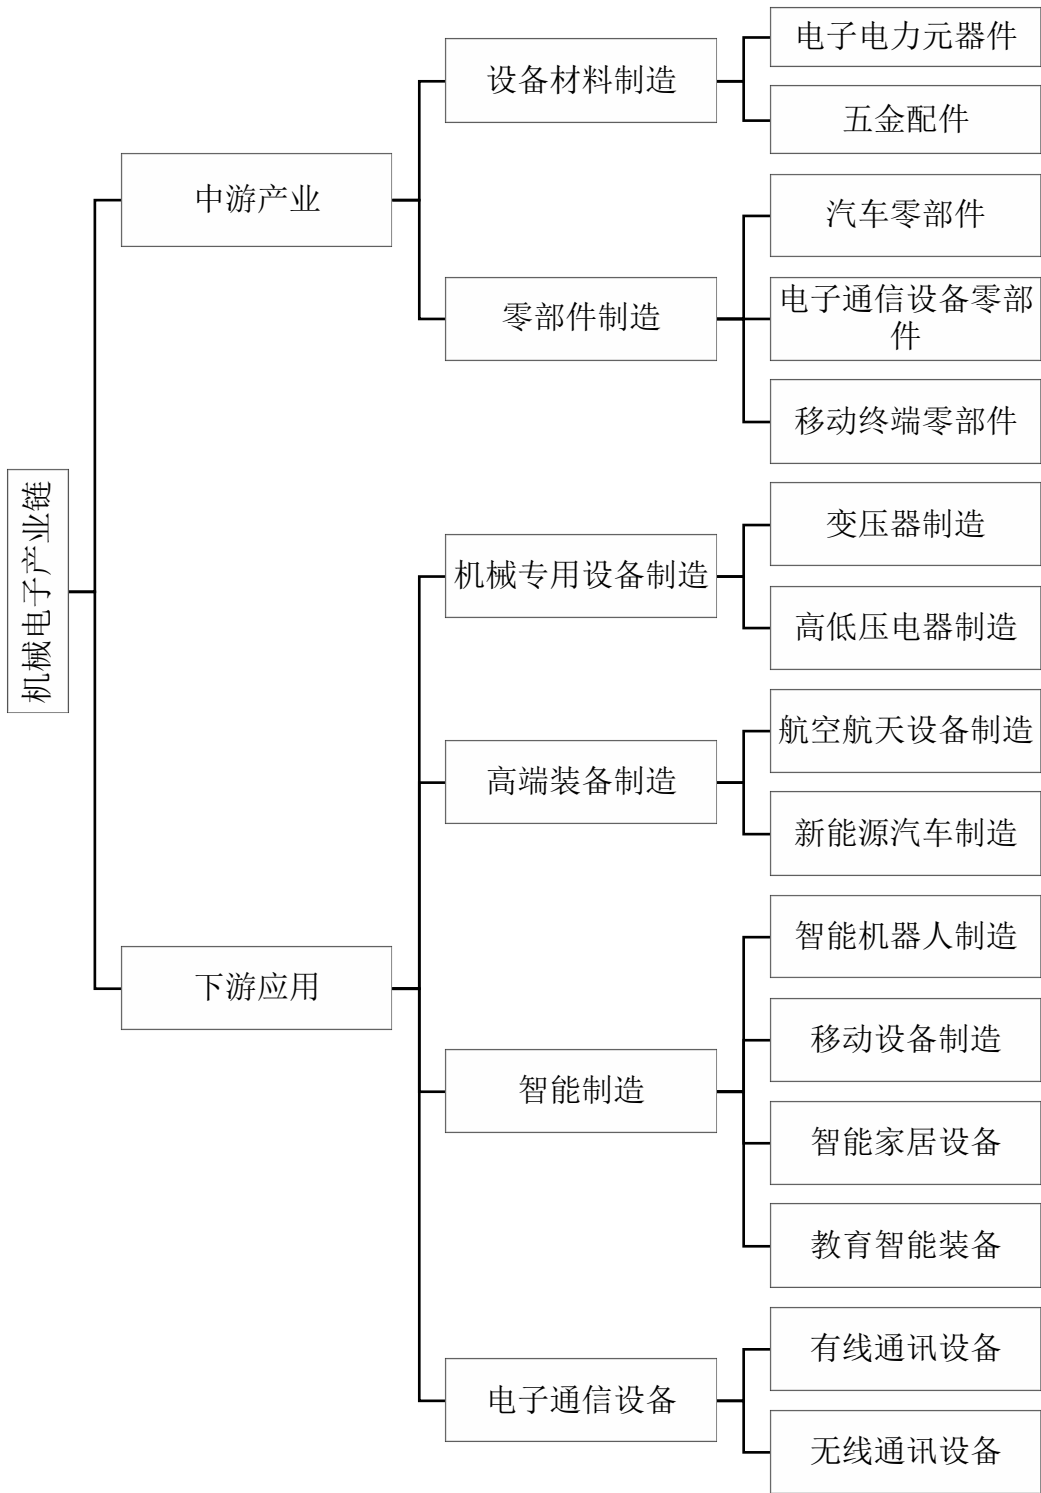 机械电子产业链
中游产业
设备材料制造
电子电力元器件
五金配件
零部件制造
汽车零部件
电子通信设备零部
件
移动终端零部件
下游应用
机械专用设备制造
变压器制造
高低压电器制造
高端装备制造
航空航天设备制造
新能源汽车制造
智能制造
智能机器人制造
移动设备制造
智能家居设备
教育智能装备
电子通信设备
有线通讯设备
无线通讯设备